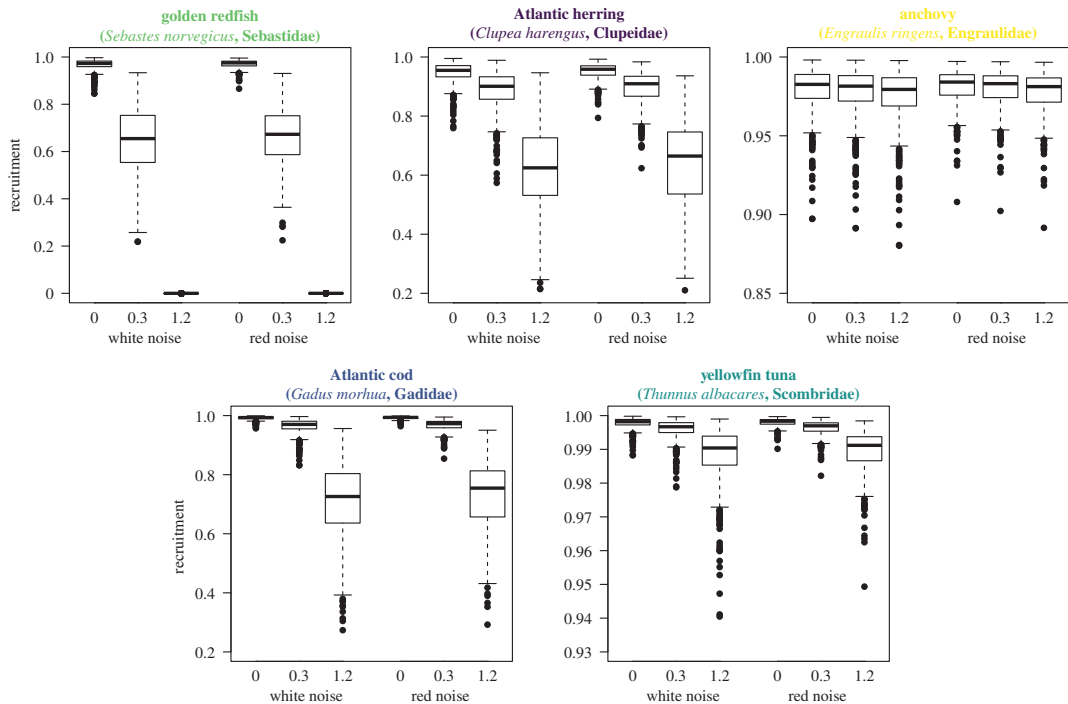 golden redfish
(Sebastes norvegicus, Sebastidae)
recruitment
1.0
0.8
0.6
0.4
0.2
0
0 0.3 1.2 0 0.3 1.2
white noise red noise
Atlantic herring
(Clupea harengus, Clupeidae)
1.0
0.8
0.6
0.4
0.2
0 0.3 1.2 0 0.3 1.2
white noise red noise
anchovy
(Engraulis ringens, Engraulidae)
1.00
0.95
0.90
0.85
0 0.3 1.2 0 0.3 1.2
white noise red noise
Atlantic cod
(Gadus morhua, Gadidae)
recruitment
1.0
0.8
0.6
0.4
0.2
0 0.3 1.2 0 0.3 1.2
white noise red noise
yellowfin tuna
(Thunnus albacares, Scombridae)
1.00
0.99
0.98
0.97
0.96
0.95
0.94
0.93
0 0.3 1.2 0 0.3 1.2
white noise red noise